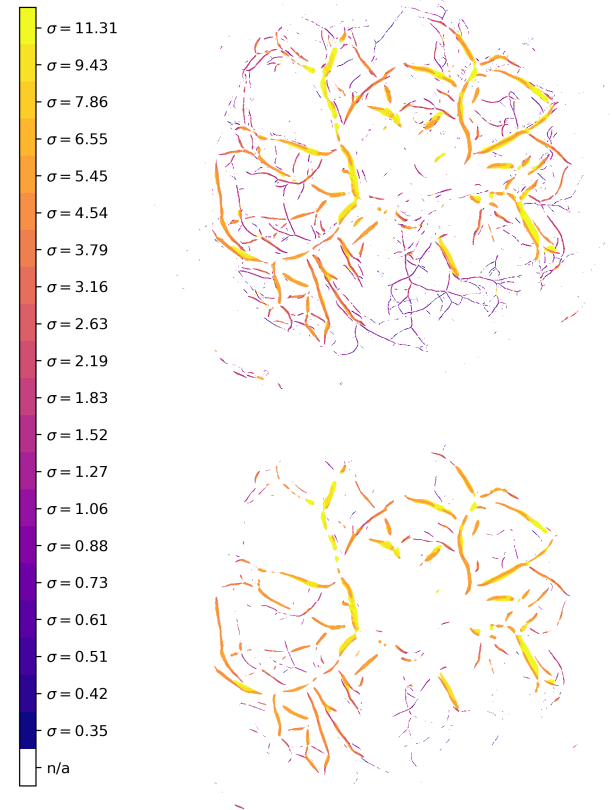 σ = 11.31
σ = 9.43
σ = 7.86
σ = 6.55
σ = 5.45
σ = 4.54
σ = 3.79
σ = 3.16
σ = 2.63
σ = 2.19
σ = 1.83
σ = 1.52
σ = 1.27
σ = 1.06
σ = 0.88
σ = 0.73
σ = 0.61
σ = 0.51
σ = 0.42
σ = 0.35
n/a